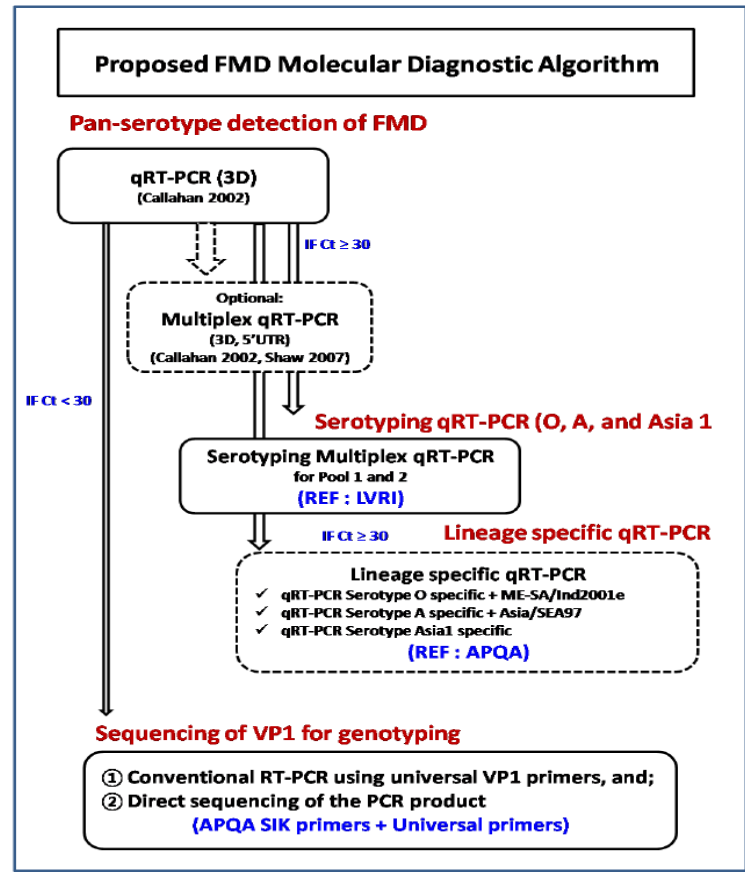 Proposed FMD Molecular Diagnostic Algorithm
Pan-serotype detection of FMD
qRT-PCR (3D)
(Callahan 2002)
IF Ct ≥ 30
Optional:
Multiplex qRT-PCR
(3D, 5'UTR)
(Callahan 2002, Shaw 2007)
IF Ct < 30
Serotyping qRT-PCR (O, A, and Asia 1
Serotyping Multiplex qRT-PCR
for Pool 1 and 2
(REF : LVRI)
IF Ct ≥ 30
Lineage specific qRT-PCR
Lineage specific qRT-PCR
✓ qRT-PCR Serotype O specific + ME-SA/Ind2001e
✓ qRT-PCR Serotype A specific + Asia/SEA97
✓ qRT-PCR Serotype Asia1 specific
(REF : APQA)
Sequencing of VP1 for genotyping
① Conventional RT-PCR using universal VP1 primers, and;
② Direct sequencing of the PCR product
(APQA SIK primers + Universal primers)